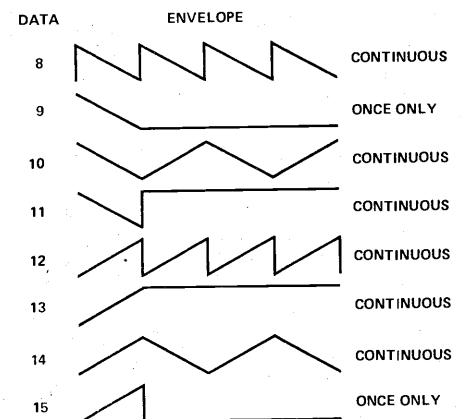 DATA ENVELOPE
8 CONTINUOUS
9 ONCE ONLY
10 CONTINUOUS
11 CONTINUOUS
12 CONTINUOUS
13 CONTINUOUS
14 CONTINUOUS
15 ONCE ONLY